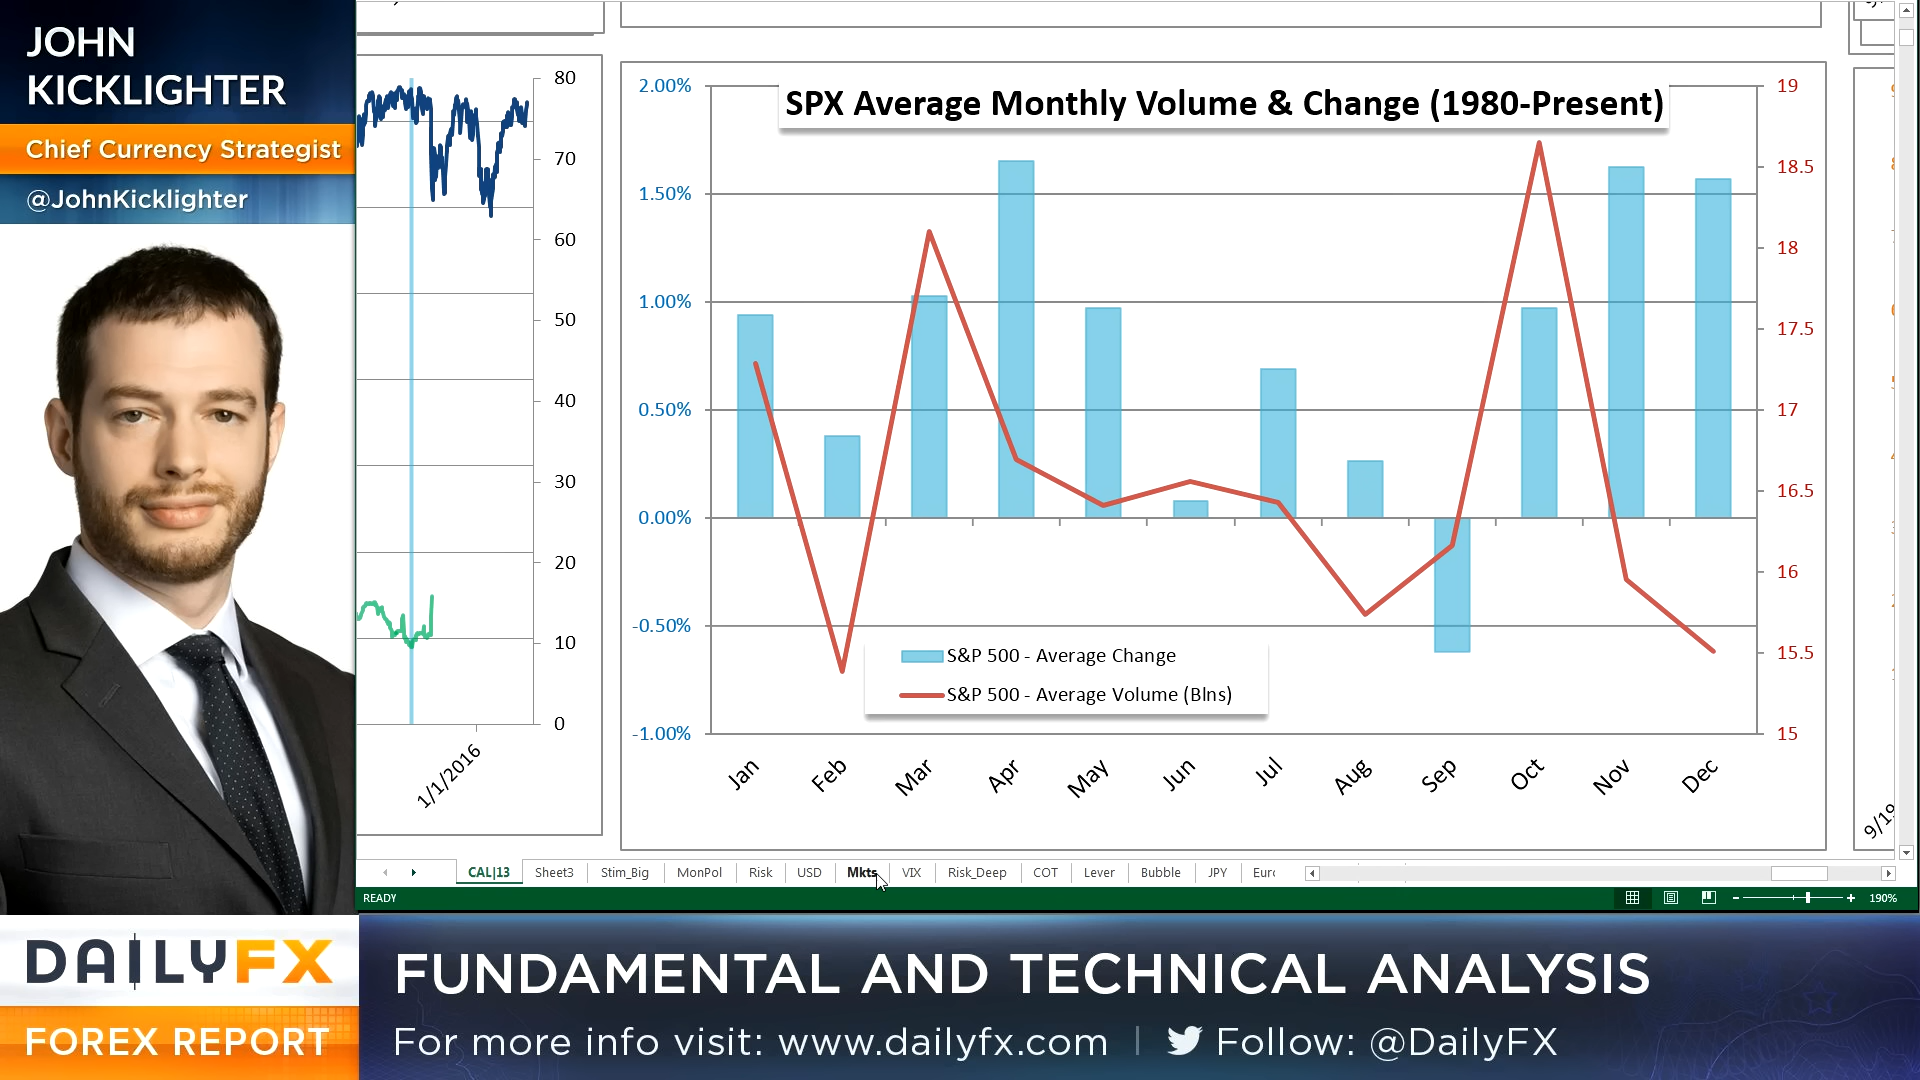 JOHN
KICKLIGHTER
Chief Currency Strategist
@JohnKicklighter
80
70
60
50
40
30
20
10
0
1/1/2016
SPX Average Monthly Volume & Change (1980-Present)
2.00%
1.50%
1.00%
0.50%
0.00%
-0.50%
-1.00%
19
18.5
18
17.5
17
16.5
16
15.5
15
S&P 500 - Average Change
S&P 500 - Average Volume (Blns)
Jan Feb Mar Apr May Jun Jul Aug Sep Oct Nov Dec
CAL|13 Sheet3 Stim_Big MonPol Risk USD Mkts VIX Risk_Deep COT Lever Bubble JPY
READY
190%
DAILYFX
FOREX REPORT
FUNDAMENTAL AND TECHNICAL ANALYSIS
For more info visit: www.dailyfx.com | Follow: @DailyFX